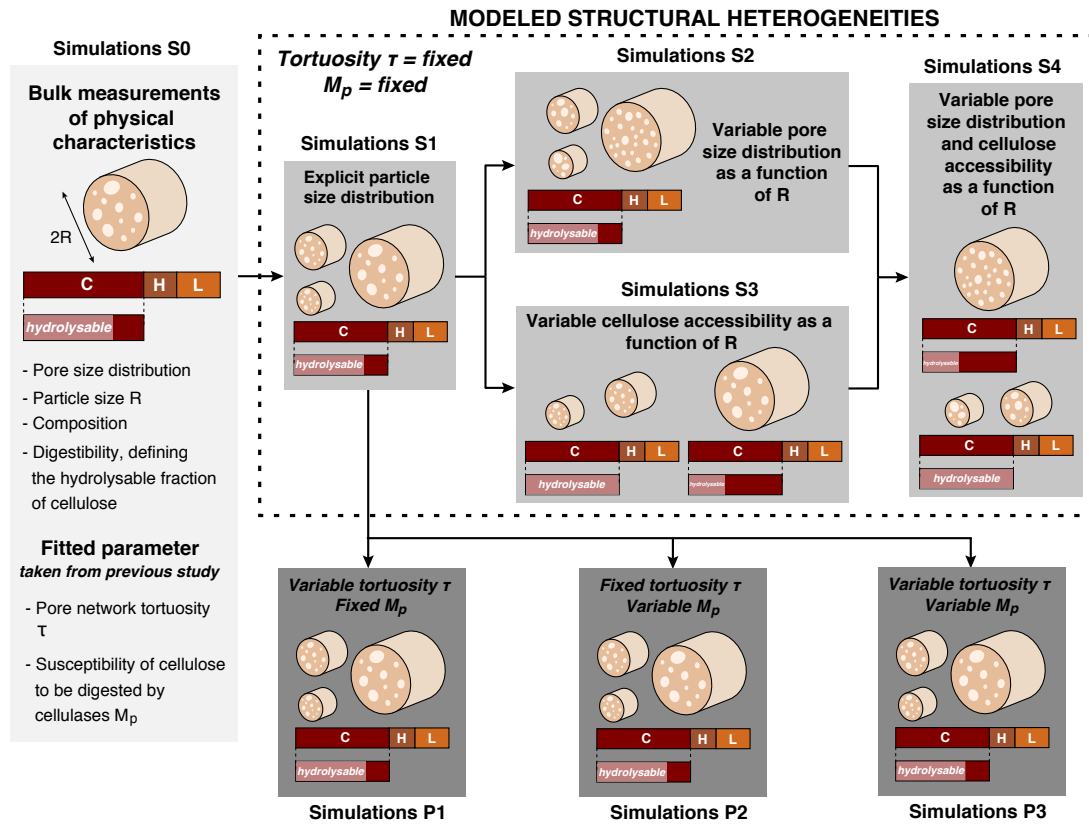 MODELED STRUCTURAL HETEROGENEITIES
Simulations S0
Bulk measurements
of physical
characteristics
2R
C H L
hydrolysable
- Pore size distribution
- Particle size R
- Composition
- Digestibility, defining
the hydrolysable fraction
of cellulose
Fitted parameter
taken from previous study
- Pore network tortuosity
τ
- Susceptibility of cellulose
to be digested by
cellulases Mp
Tortuosity τ = fixed
Mp = fixed
Simulations S1
Explicit particle
size distribution
C H L
hydrolysable
Simulations S2
Variable pore
size distribution
as a function
of R
C H L
hydrolysable
Simulations S3
Variable cellulose accessibility as a
function of R
C H L
hydrolysable
C H L
hydrolysable
Simulations S4
Variable pore
size distribution
and cellulose
accessibility
as a function
of R
C H L
hydrolysable
C H L
hydrolysable
Variable tortuosity τ
Fixed Mp
C H L
hydrolysable
Simulations P1
Fixed tortuosity τ
Variable Mp
C H L
hydrolysable
Simulations P2
Variable tortuosity τ
Variable Mp
C H L
hydrolysable
Simulations P3